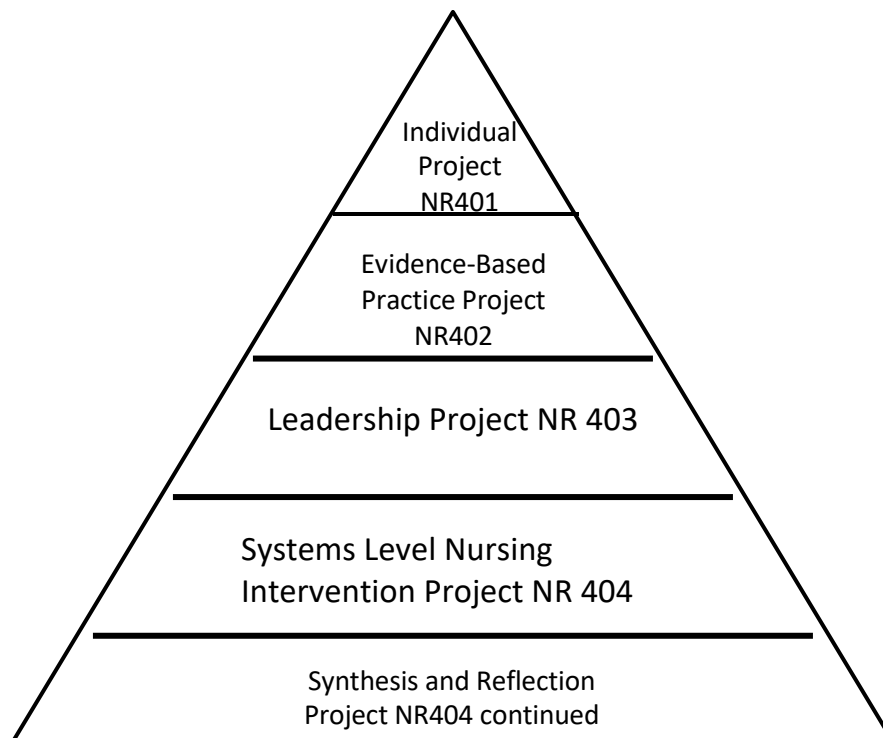 Individual
Project
NR401
Evidence-Based
Practice Project
NR402
Leadership Project NR 403
Systems Level Nursing
Intervention Project NR 404
Synthesis and Reflection
Project NR404 continued